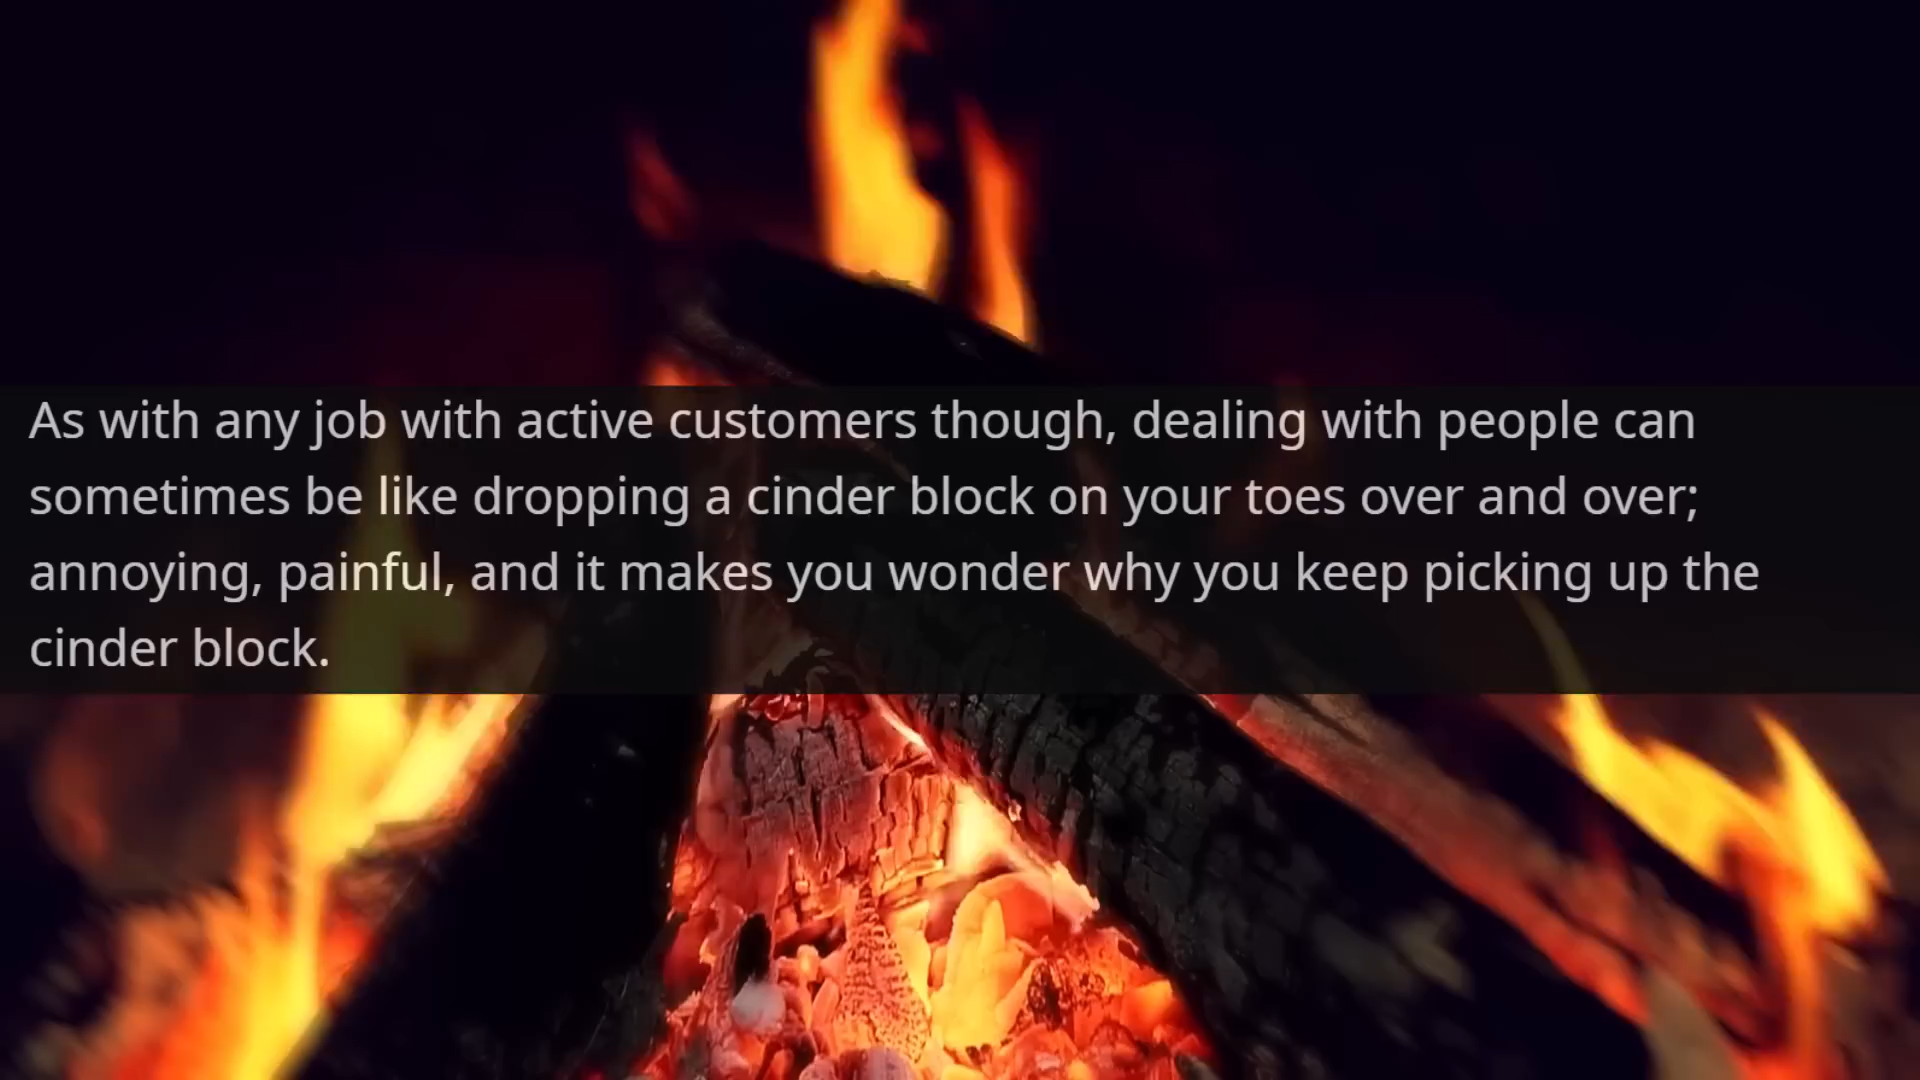 As with any job with active customers though, dealing with people can
sometimes be like dropping a cinder block on your toes over and over;
annoying, painful, and it makes you wonder why you keep picking up the
cinder block.